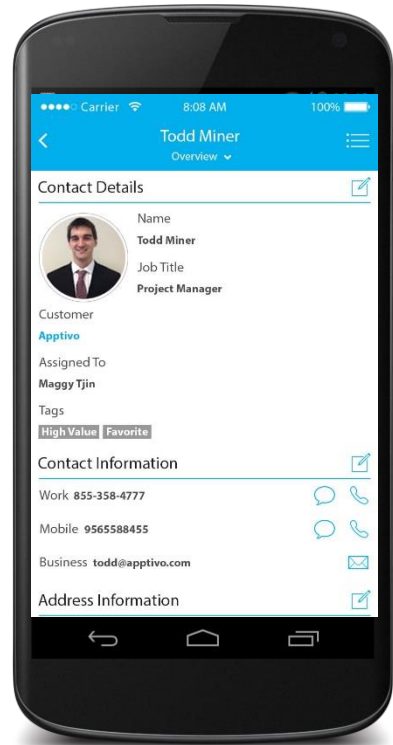 Carrier 8:08 AM 100%
Todd Miner
Overview
Contact Details
Name
Todd Miner
Job Title
Project Manager
Customer
Apptivo
Assigned To
Maggy Tjin
Tags
High Value Favorite
Contact Information
Work 855-358-4777
Mobile 9565588455
Business todd@apptivo.com
Address Information